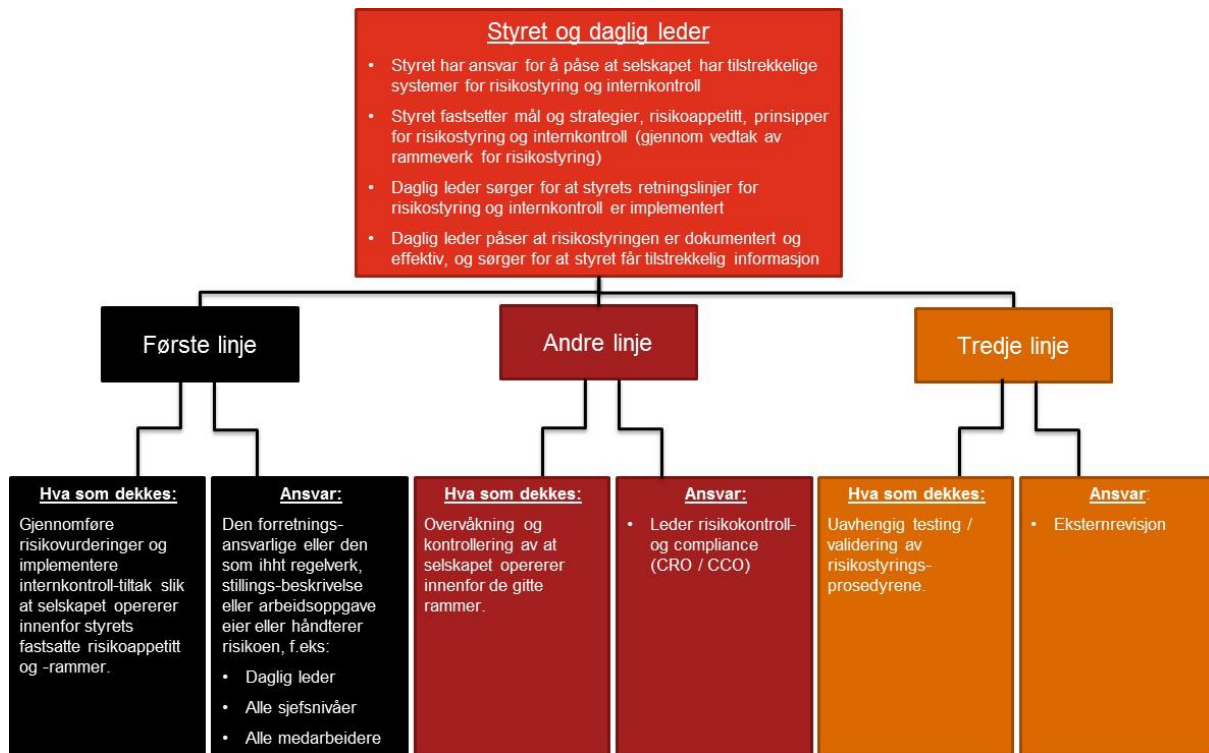 Styret og daglig leder
• Styret har ansvar for å påse at selskapet har tilstrekkelige
systemer for risikostyring og internkontroll
• Styret fastsetter mål og strategier, risikoappetitt, prinsipper
for risikostyring og internkontroll (gjennom vedtak av
rammeverk for risikostyring)
• Daglig leder sørger for at styrets retningslinjer for
risikostyring og internkontroll er implementert
• Daglig leder påser at risikostyringen er dokumentert og
effektiv, og sørger for at styret får tilstrekkelig informasjon
Første linje
Andre linje
Tredje linje
Hva som dekkes:
Gjennomføre
risikovurderinger og
implementere
internkontroll-tiltak slik
at selskapet opererer
innenfor styrets
fastsatte risikoappetitt
og -rammer.
Ansvar:
Den forretnings-
ansvarlige eller den
som ihht regelverk,
stillings-beskrivelse
eller arbeidsoppgave
eier eller håndterer
risikoen, f.eks:
• Daglig leder
• Alle sjefsnivåer
• Alle medarbeidere
Hva som dekkes:
Overvåkning og
kontrollering av at
selskapet opererer
innenfor de gitte
rammer.
Ansvar:
• Leder risikokontroll-
og compliance
(CRO / CCO)
Hva som dekkes:
Uavhengig testing /
validering av
risikostyrings-
prosedyrene.
Ansvar:
• Eksternrevisjon